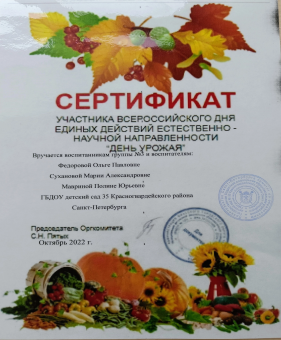 СЕРТИФИКАТ
УЧАСТНИКА ВСЕРОССИЙСКОГО ДНЯ
ЕДИНЫХ ДЕЙСТВИЙ ЕСТЕСТВЕННО -
НАУЧНОЙ НАПРАВЛЕННОСТИ
"ДЕНЬ УРОЖАЯ"
Вручается воспитанникам группы №3 и воспитателям:
Федоровой Ольге Павловне
Сухановой Марии Александровне
Мавриной Полине Юрьевне
ГБДОУ детский сад 35 Красногвардейского района
Санкт-Петербурга
Председатель Оргкомитета
С.Н. Пятых
Октябрь 2022 г.